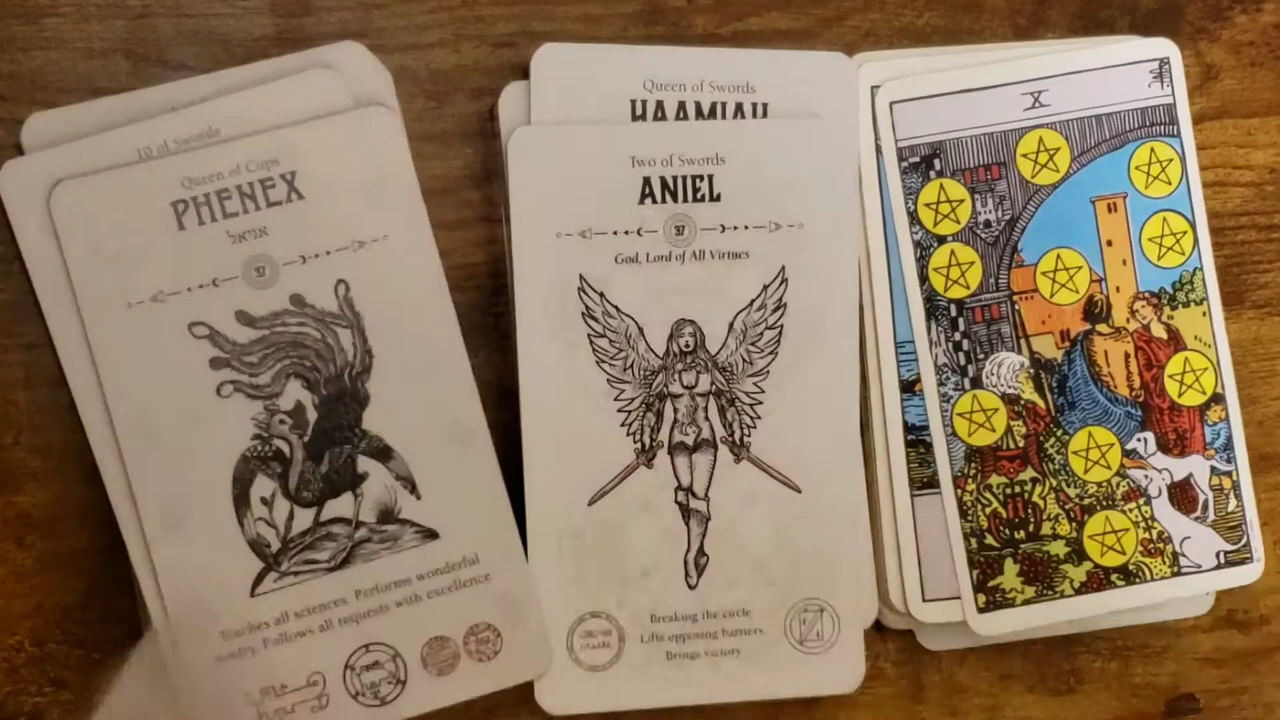 10 of Swords
Queen of Cups
PHENEX
אניאל
37
Teaches all sciences. Performs wonderful
poetry. Follows all requests with excellence.
Queen of Swords
HAAMIAH
Two of Swords
ANIEL
37
God, Lord of All Virtues
Breaking the circle.
Lifts opposing barriers.
Brings victory
X